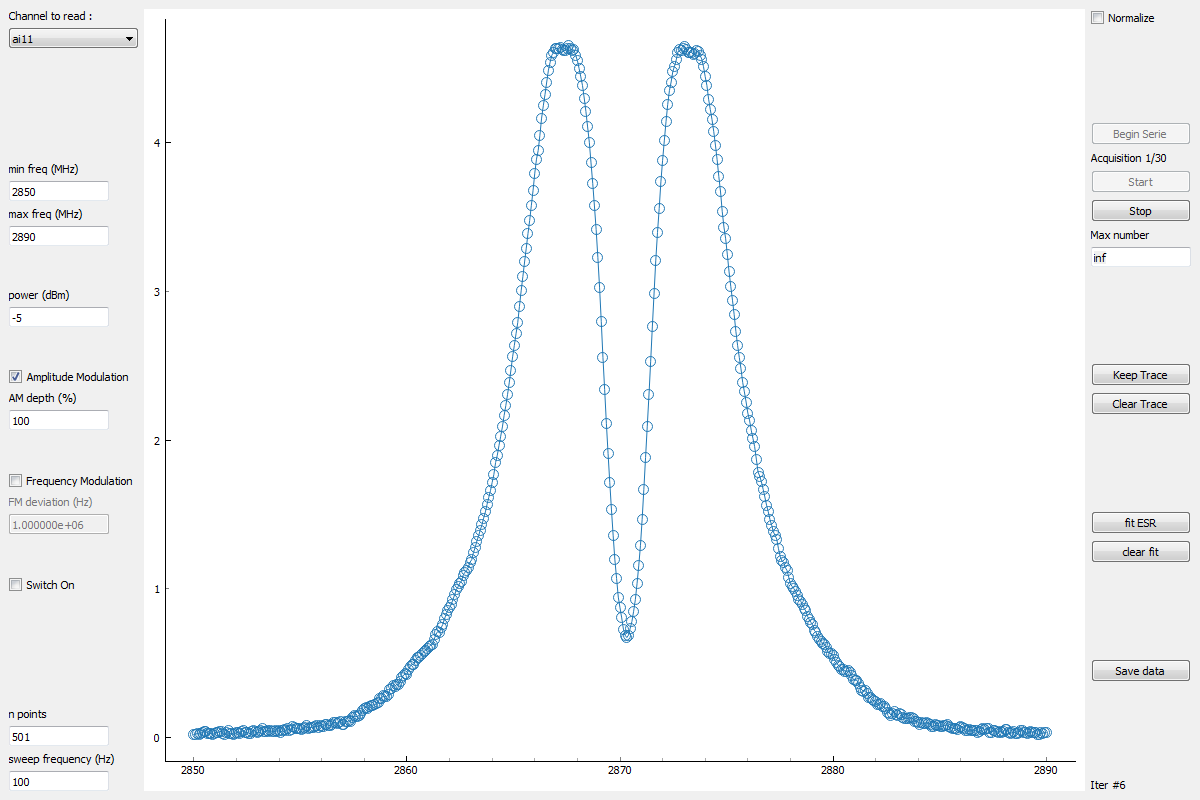 Channel to read :
ai11
min freq (MHz)
2850
max freq (MHz)
2890
power (dBm)
-5
Amplitude Modulation
AM depth (%)
100
Frequency Modulation
FM deviation (Hz)
1.000000e+06
Switch On
n points
501
sweep frequency (Hz)
100
4
3
2
1
0
2850 2860 2870 2880 2890
Normalize
Begin Serie
Acquisition 1/30
Start
Stop
Max number
inf
Keep Trace
Clear Trace
fit ESR
clear fit
Save data
Iter #6